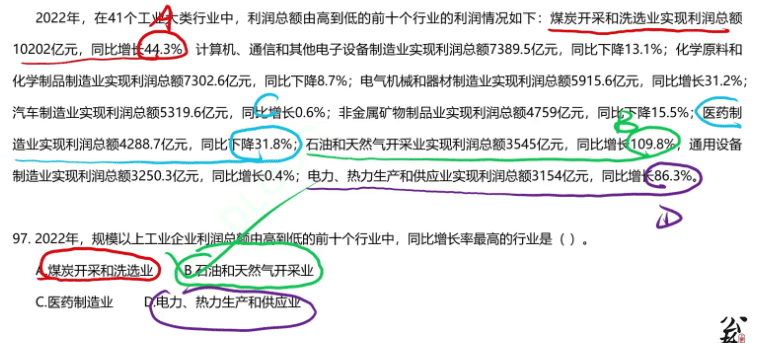 2022年，在41个工业大类行业中，利润总额由高到低的前十个行业的利润情况如下：煤炭开采和洗选业实现利润总额
10202亿元，同比增长44.3%；计算机、通信和其他电子设备制造业实现利润总额7389.5亿元，同比下降13.1%；化学原料和
化学制品制造业实现利润总额7302.6亿元，同比下降8.7%；电气机械和器材制造业实现利润总额5915.6亿元，同比增长31.2%；
汽车制造业实现利润总额5319.6亿元，同比增长0.6%；非金属矿物制品业实现利润总额4759亿元，同比下降15.5%；医药制
造业实现利润总额4288.7亿元，同比下降31.8%；石油和天然气开采业实现利润总额3545亿元，同比增长109.8%；通用设备
制造业实现利润总额3250.3亿元，同比增长0.4%；电力、热力生产和供应业实现利润总额3154亿元，同比增长86.3%。
A
C
B
D
97. 2022年，规模以上工业企业利润总额由高到低的前十个行业中，同比增长率最高的行业是（ ）。
A.煤炭开采和洗选业 B.石油和天然气开采业
C.医药制造业 D.电力、热力生产和供应业